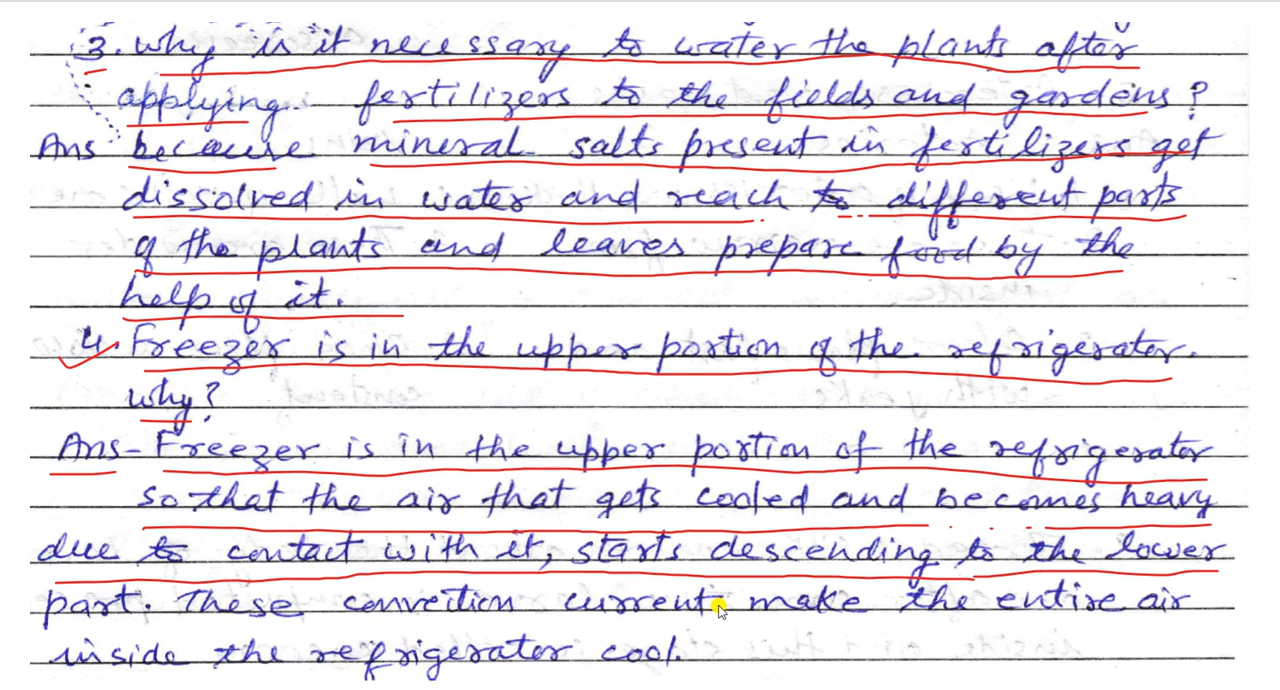 3. why is it necessary to water the plants after
applying fertilizers to the fields and gardens?
Ans because mineral salts present in fertilizers get
dissolved in water and reach to different parts
of the plants and leaves prepare food by the
help of it.
4. Freezer is in the upper portion of the refrigerator.
why?
Ans- Freezer is in the upper portion of the refrigerator
so that the air that gets cooled and becomes heavy
due to contact with it, starts descending to the lower
part. These convection current make the entire air
inside the refrigerator cool.